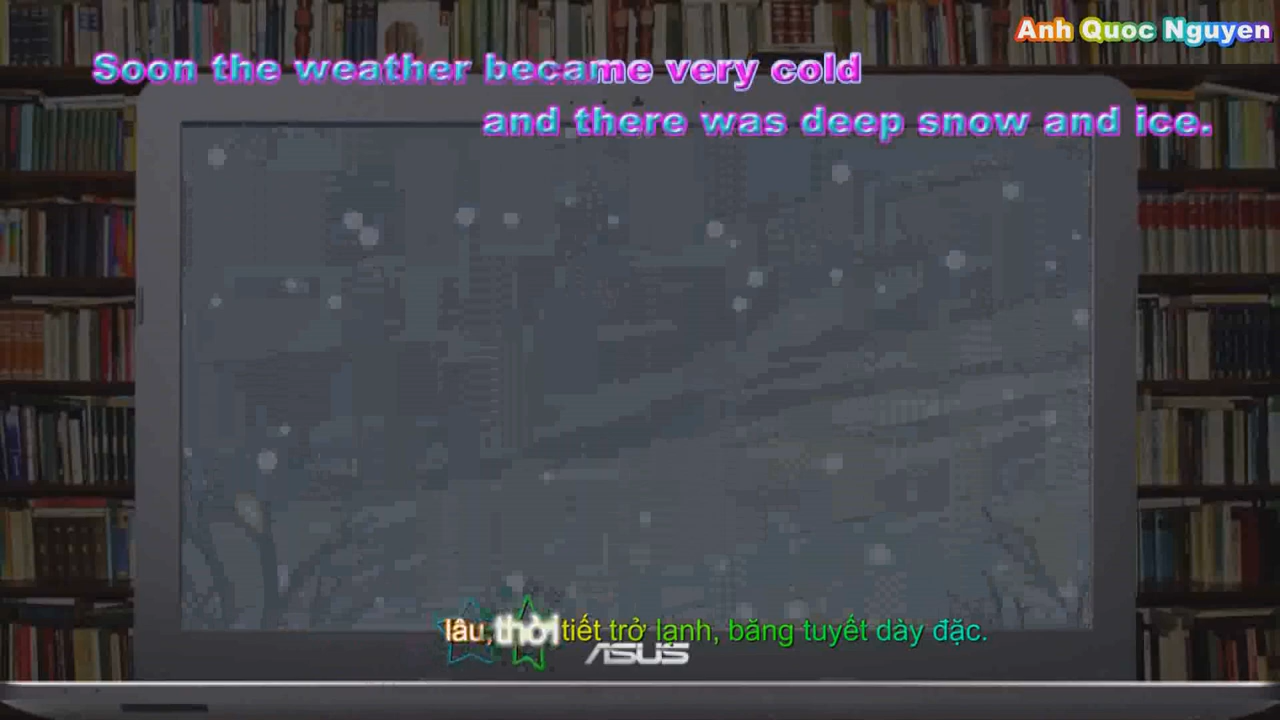 Anh Quoc Nguyen
Soon the weather became very cold
and there was deep snow and ice.
lâu, thời tiết trở lạnh, băng tuyết dày đặc.
ASUS